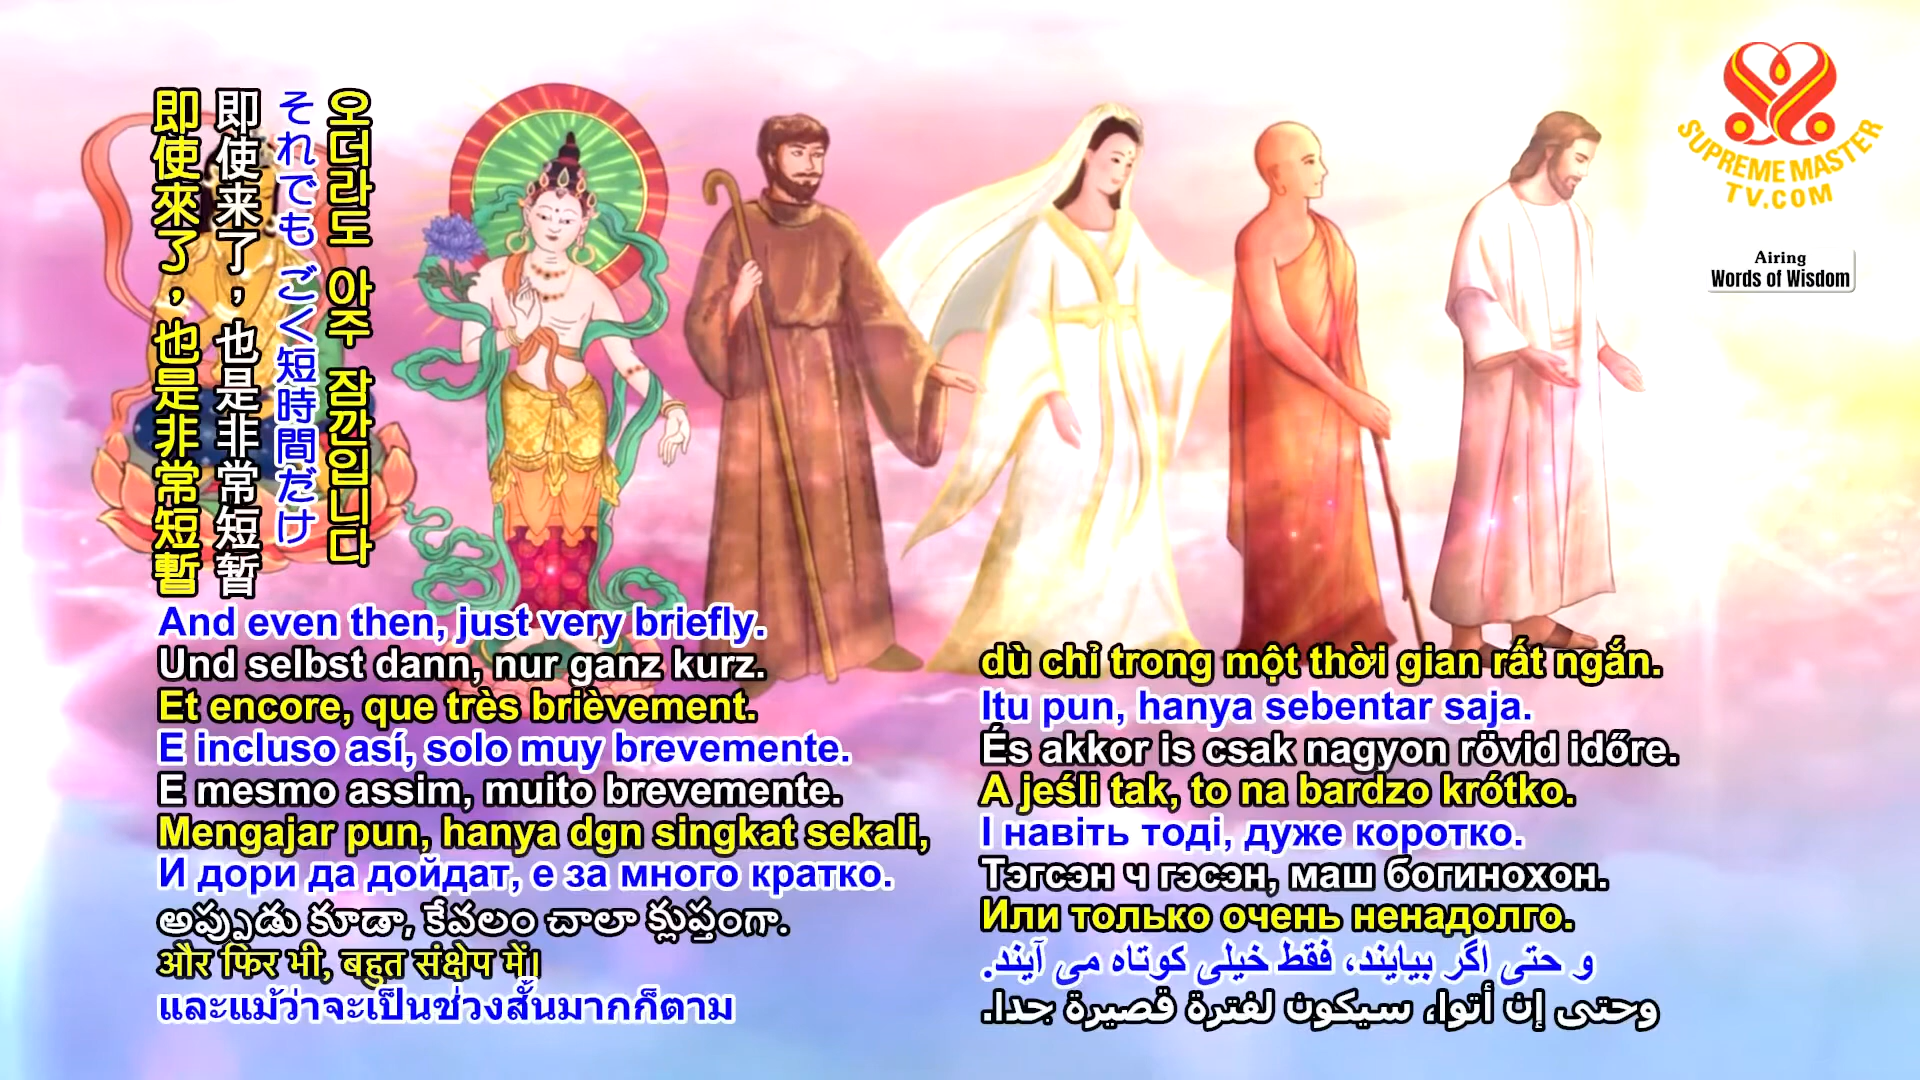 即使來了，也是非常短暫
即使来了，也是非常短暂
それでも ごく短時間だけ
오더라도 아주 잠깐입니다
SUPREME MASTER
TV.COM
Airing
Words of Wisdom
And even then, just very briefly.
Und selbst dann, nur ganz kurz.
Et encore, que très brièvement.
E incluso así, solo muy brevemente.
E mesmo assim, muito brevemente.
Mengajar pun, hanya dgn singkat sekali,
И дори да дойдат, е за много кратко.
అప్పుడు కూడా, కేవలం చాలా క్లుప్తంగా.
और फिर भी, बहुत संक्षेप में।
และแม้ว่าจะเป็นช่วงสั้นมากก็ตาม
dù chỉ trong một thời gian rất ngắn.
Itu pun, hanya sebentar saja.
És akkor is csak nagyon rövid időre.
A jeśli tak, to na bardzo krótko.
І навіть тоді, дуже коротко.
Тэгсэн ч гэсэн, маш богинохон.
Или только очень ненадолго.
و حتی اگر بیایند، فقط خیلی کوتاه می آیند.
وحتى إن أتوا، سيكون لفترة قصيرة جدا.